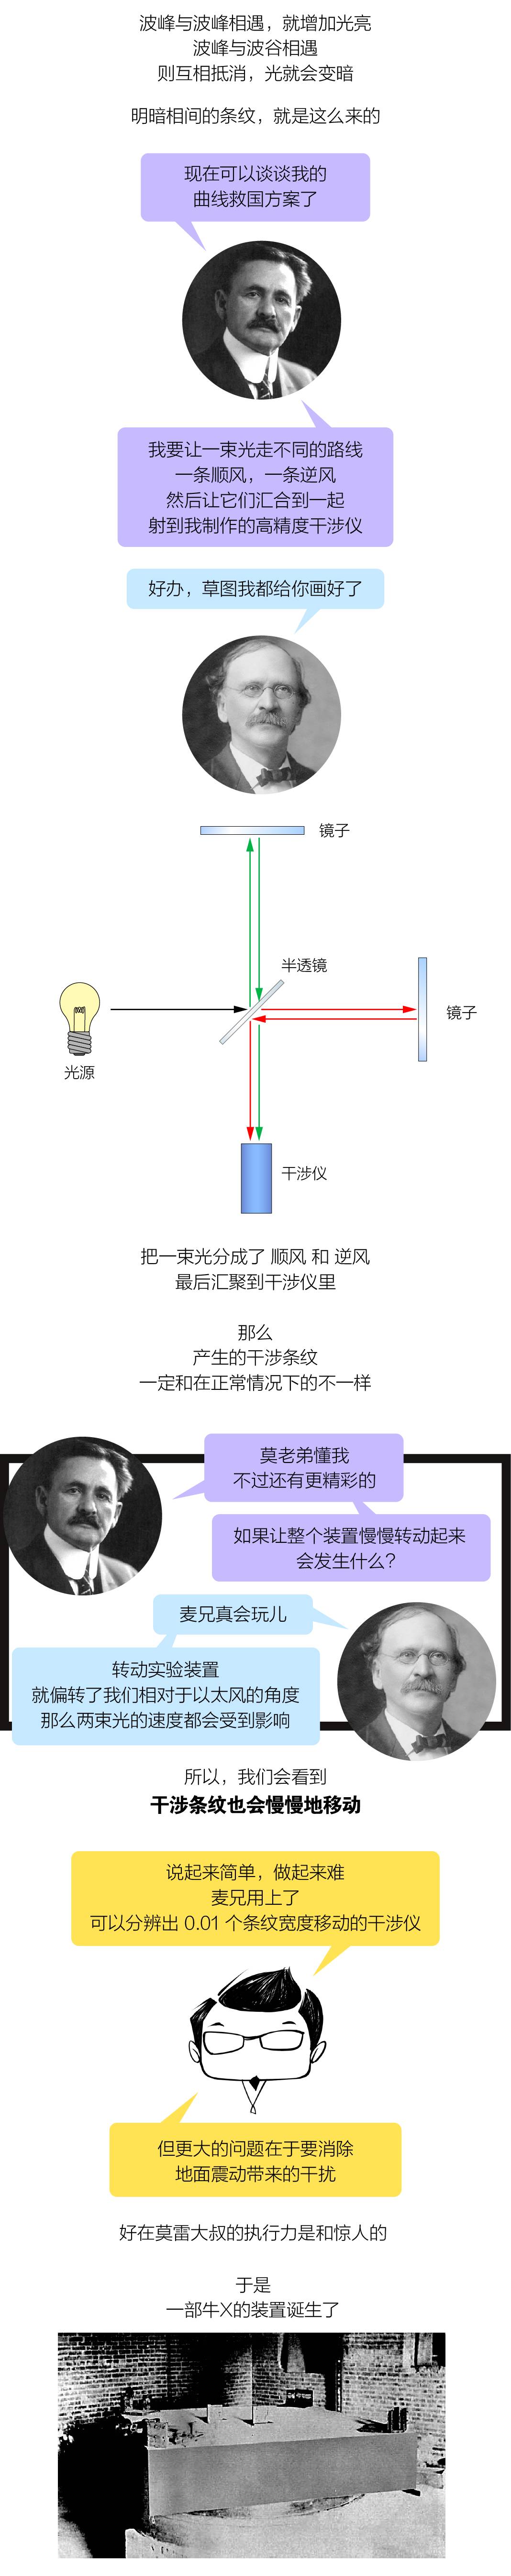 波峰与波峰相遇，就增加光亮
波峰与波谷相遇
则互相抵消，光就会变暗
明暗相间的条纹，就是这么来的
现在可以谈谈我的
曲线救国方案了
我要让一束光走不同的路线
一条顺风，一条逆风
然后让它们汇合到一起
射到我制作的高精度干涉仪
好办，草图我都给你画好了
镜子
半透镜
镜子
光源
干涉仪
把一束光分成了 顺风 和 逆风
最后汇聚到干涉仪里
那么
产生的干涉条纹
一定和在正常情况下的不一样
莫老弟懂我
不过还有更精彩的
如果让整个装置慢慢转动起来
会发生什么？
麦兄真会玩儿
转动实验装置
就偏转了我们相对于以太风的角度
那么两束光的速度都会受到影响
所以，我们会看到
干涉条纹也会慢慢地移动
说起来简单，做起来难
麦兄用上了
可以分辨出 0.01 个条纹宽度移动的干涉仪
但更大的问题在于要消除
地面震动带来的干扰
好在莫雷大叔的执行力是和惊人的
于是
一部牛X的装置诞生了